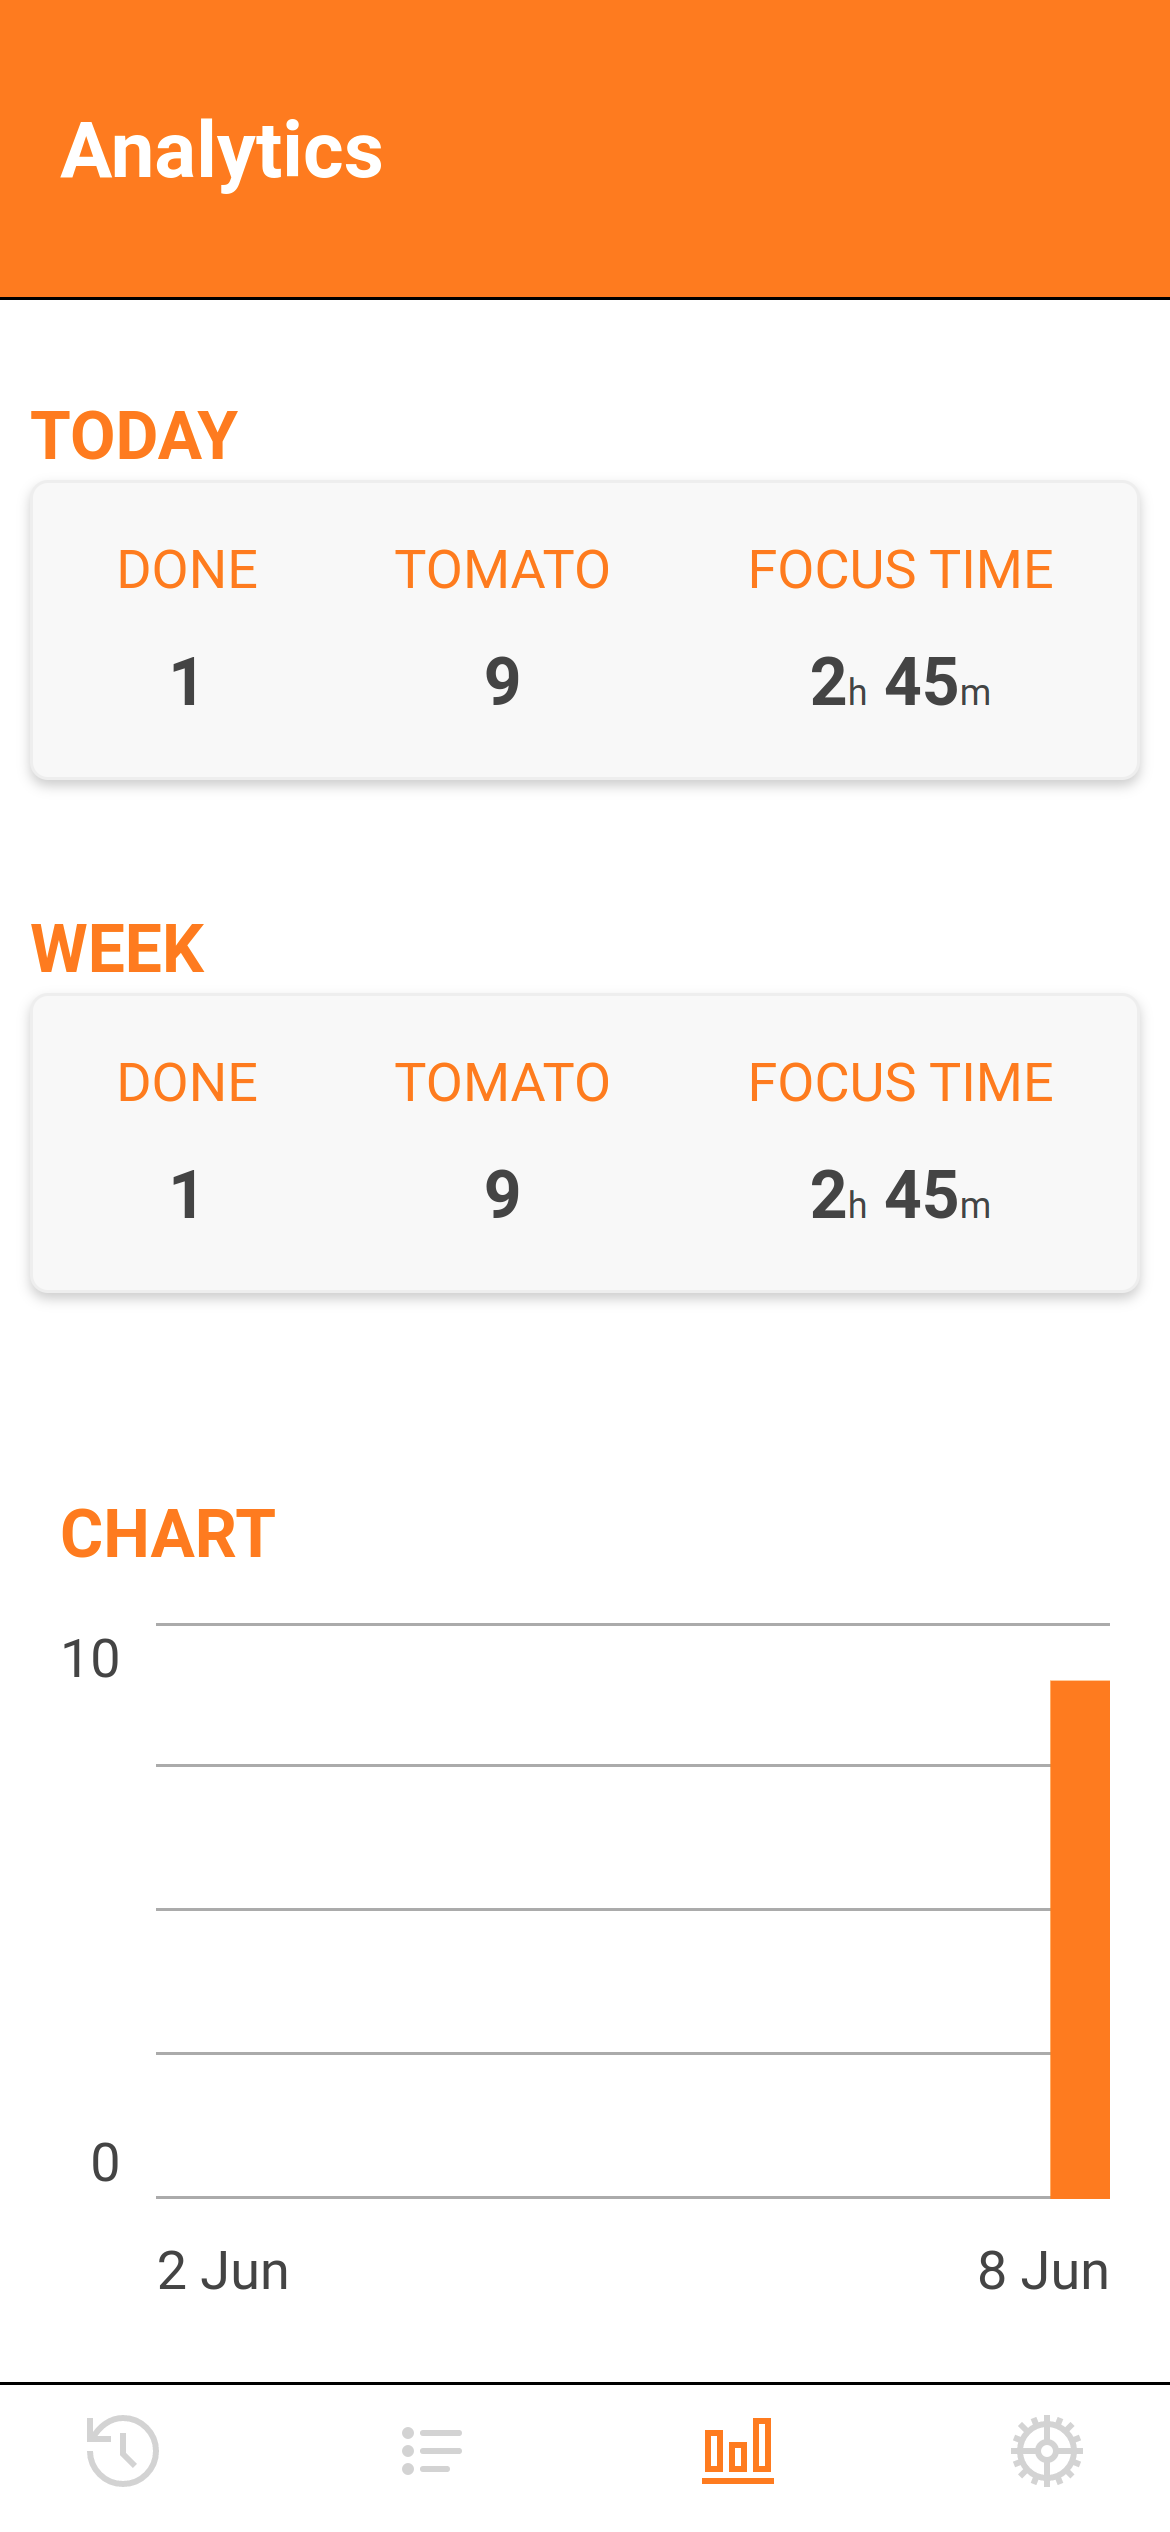 Analytics
TODAY
DONE TOMATO FOCUS TIME
1 9 2h 45m
WEEK
DONE TOMATO FOCUS TIME
1 9 2h 45m
CHART
10
0
2 Jun 8 Jun